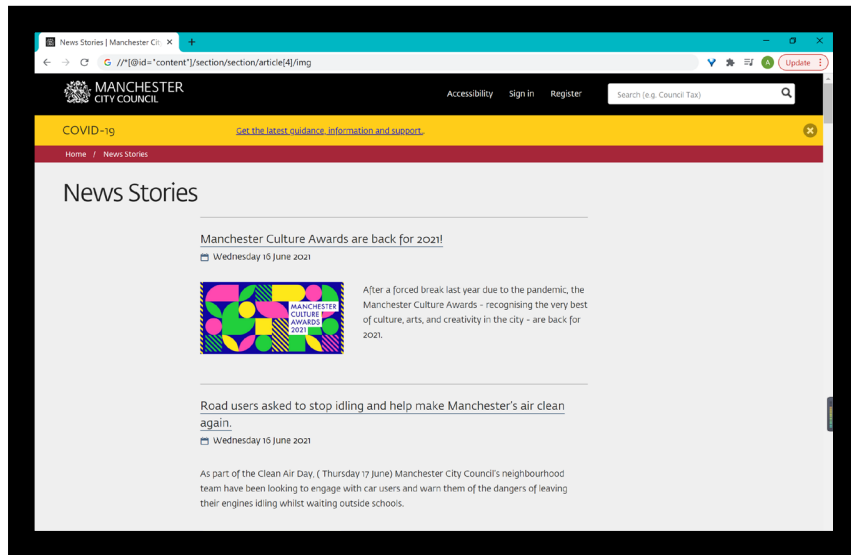 News Stories | Manchester Cit
//*[@id="content"]/section/section/article[4]/img
A
Update
MANCHESTER
CITY COUNCIL
Accessibility Sign in Register
Search (e.g. Council Tax)
COVID-19
Get the latest guidance, information and support..
Home / News Stories
News Stories
Manchester Culture Awards are back for 2021!
Wednesday 16 June 2021
MANCHESTER
CULTURE
AWARDS
2021
After a forced break last year due to the pandemic, the
Manchester Culture Awards - recognising the very best
of culture, arts, and creativity in the city - are back for
2021.
Road users asked to stop idling and help make Manchester's air clean
again.
Wednesday 16 June 2021
As part of the Clean Air Day, ( Thursday 17 June) Manchester City Council's neighbourhood
team have been looking to engage with car users and warn them of the dangers of leaving
their engines idling whilst waiting outside schools.